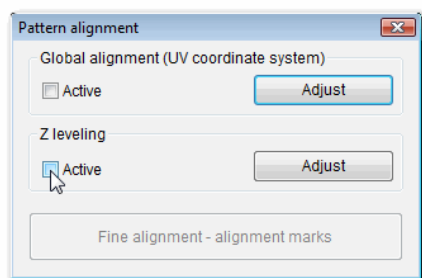 Pattern alignment
Global alignment (UV coordinate system)
Active
Adjust
Z leveling
Active
Adjust
Fine alignment - alignment marks